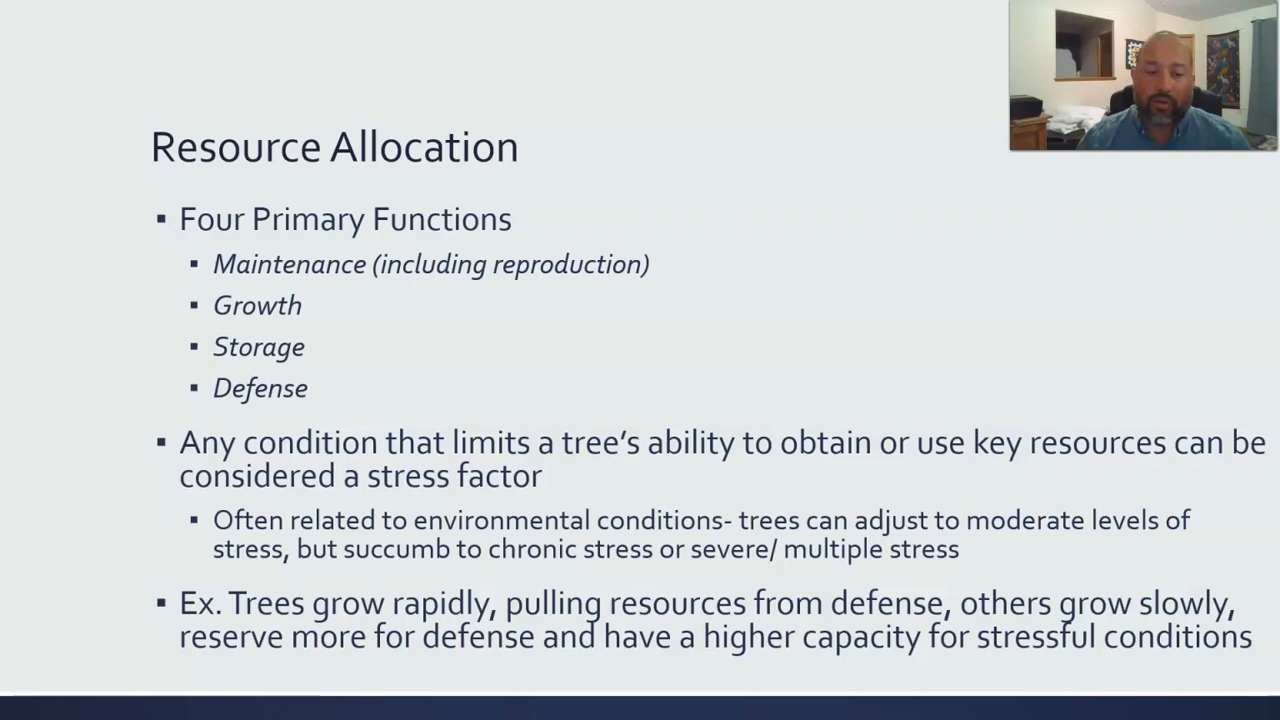 Resource Allocation
▪ Four Primary Functions
▪ Maintenance (including reproduction)
▪ Growth
▪ Storage
▪ Defense
▪ Any condition that limits a tree’s ability to obtain or use key resources can be
considered a stress factor
▪ Often related to environmental conditions- trees can adjust to moderate levels of
stress, but succumb to chronic stress or severe/ multiple stress
▪ Ex. Trees grow rapidly, pulling resources from defense, others grow slowly,
reserve more for defense and have a higher capacity for stressful conditions